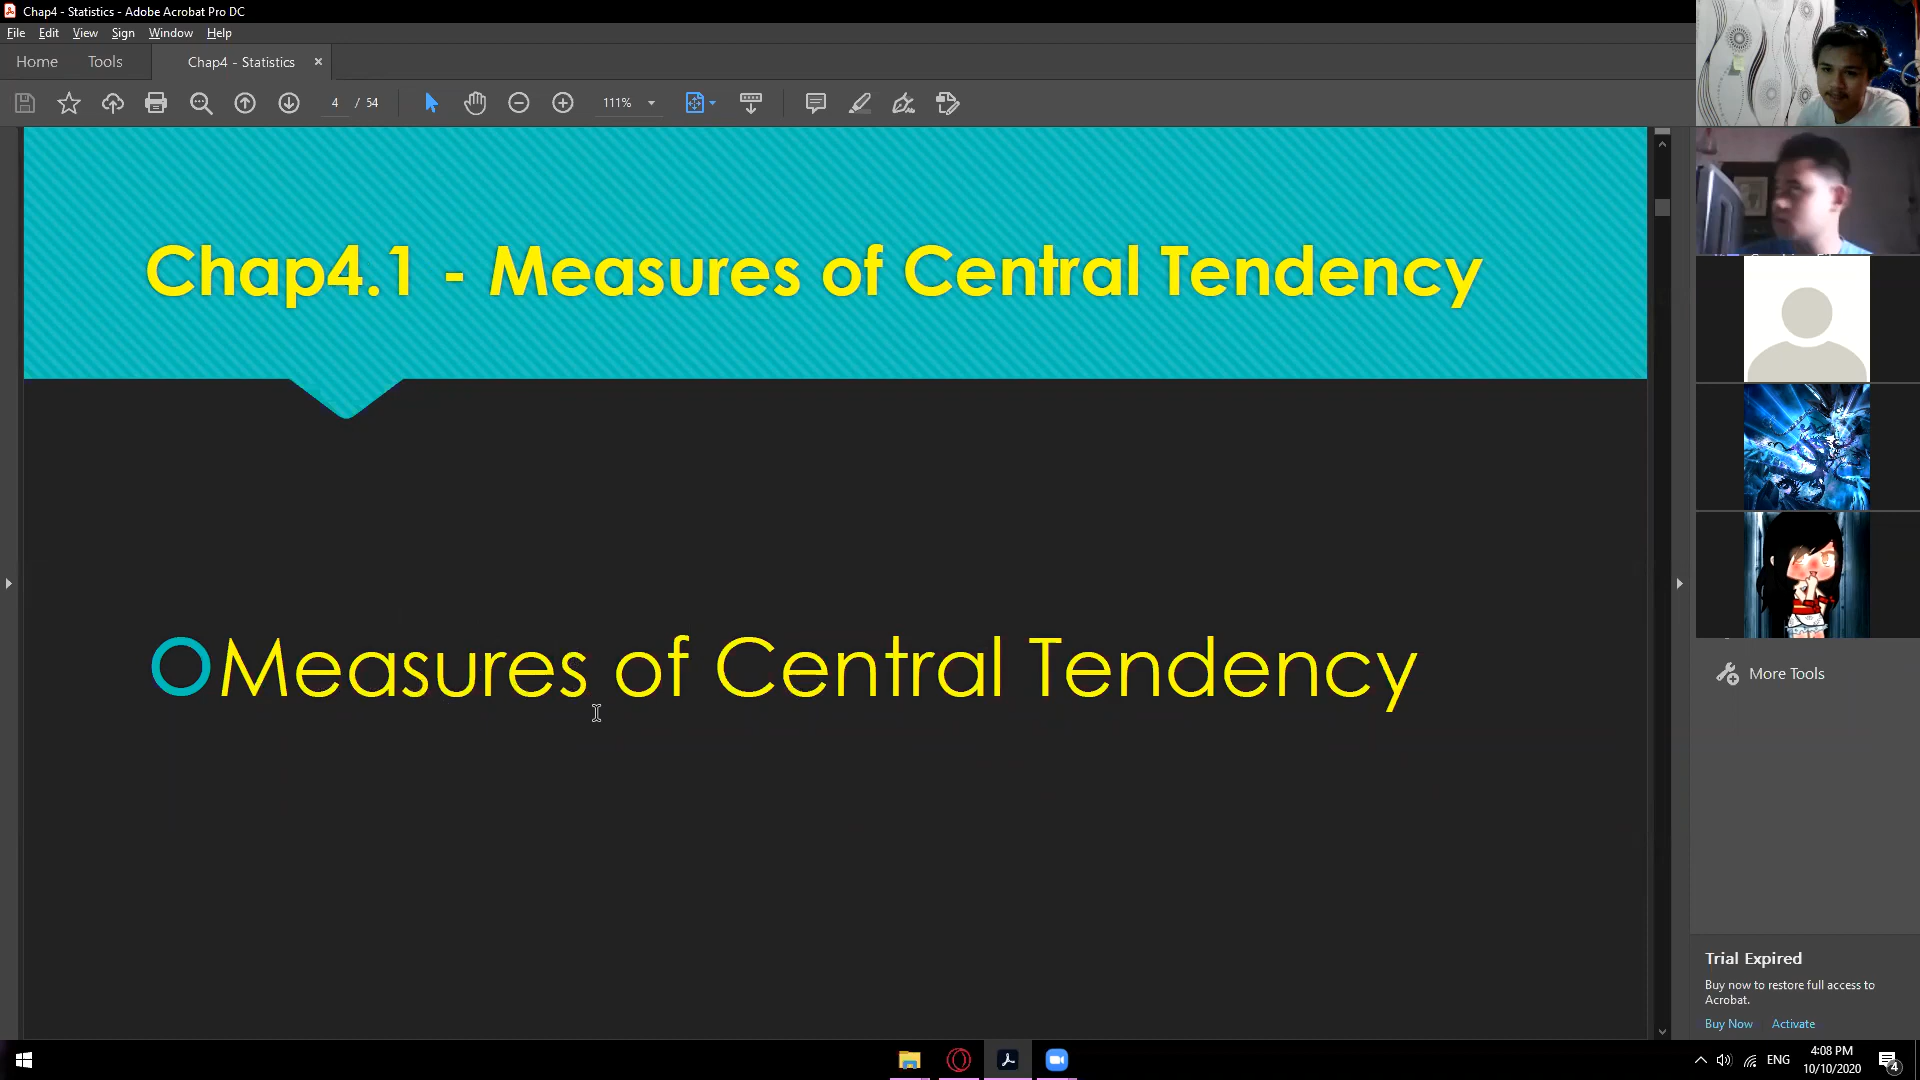 Chap4 - Statistics - Adobe Acrobat Pro DC
File Edit View Sign Window Help
Home Tools Chap4 - Statistics ×
4 / 54 111%
Chap4.1 - Measures of Central Tendency
Measures of Central Tendency
More Tools
Trial Expired
Buy now to restore full access to
Acrobat.
Buy Now Activate
ENG
4:08 PM
10/10/2020
4